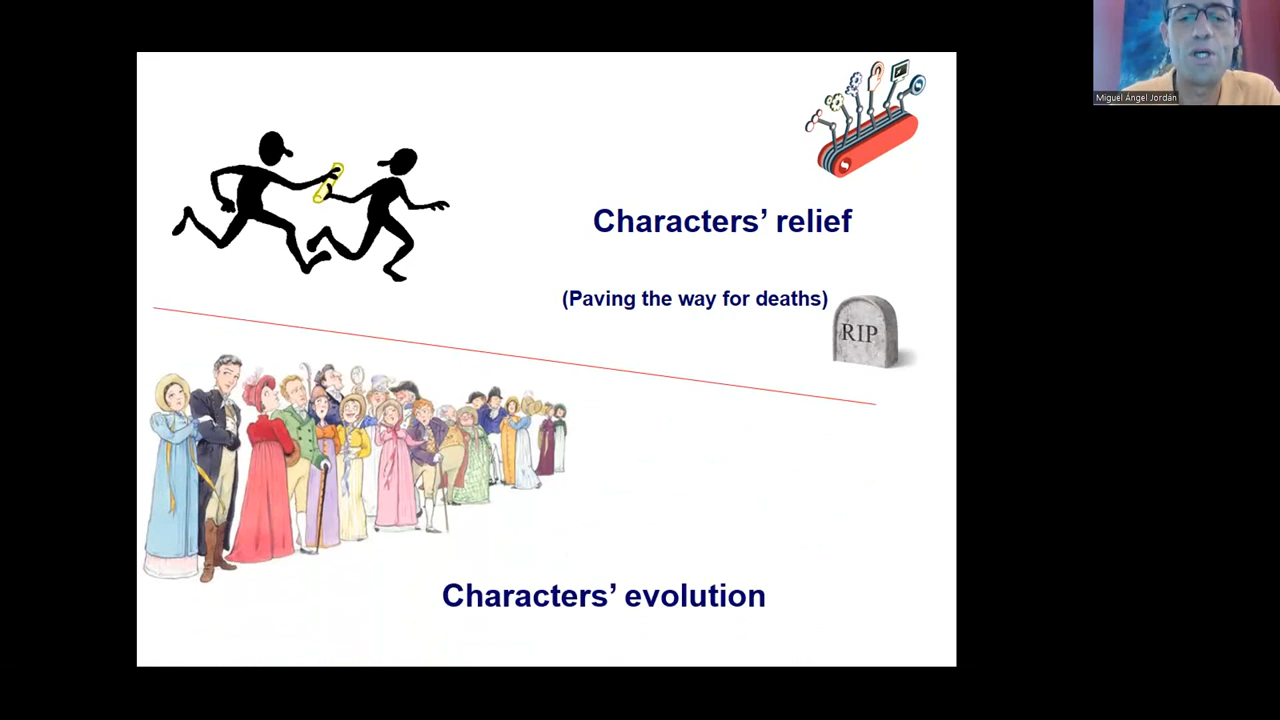 Miguel Ángel Jordán
Characters’ relief
(Paving the way for deaths)
RIP
Characters’ evolution